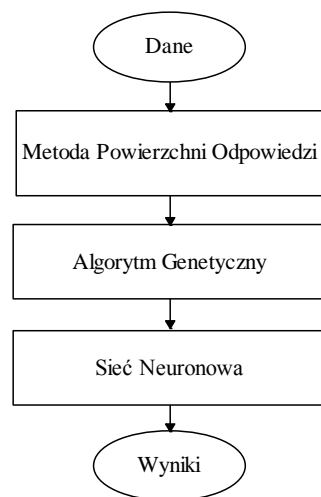 Dane
Metoda Powierzchni Odpowiedzi
Algorytm Genetyczny
Sieć Neuronowa
Wyniki